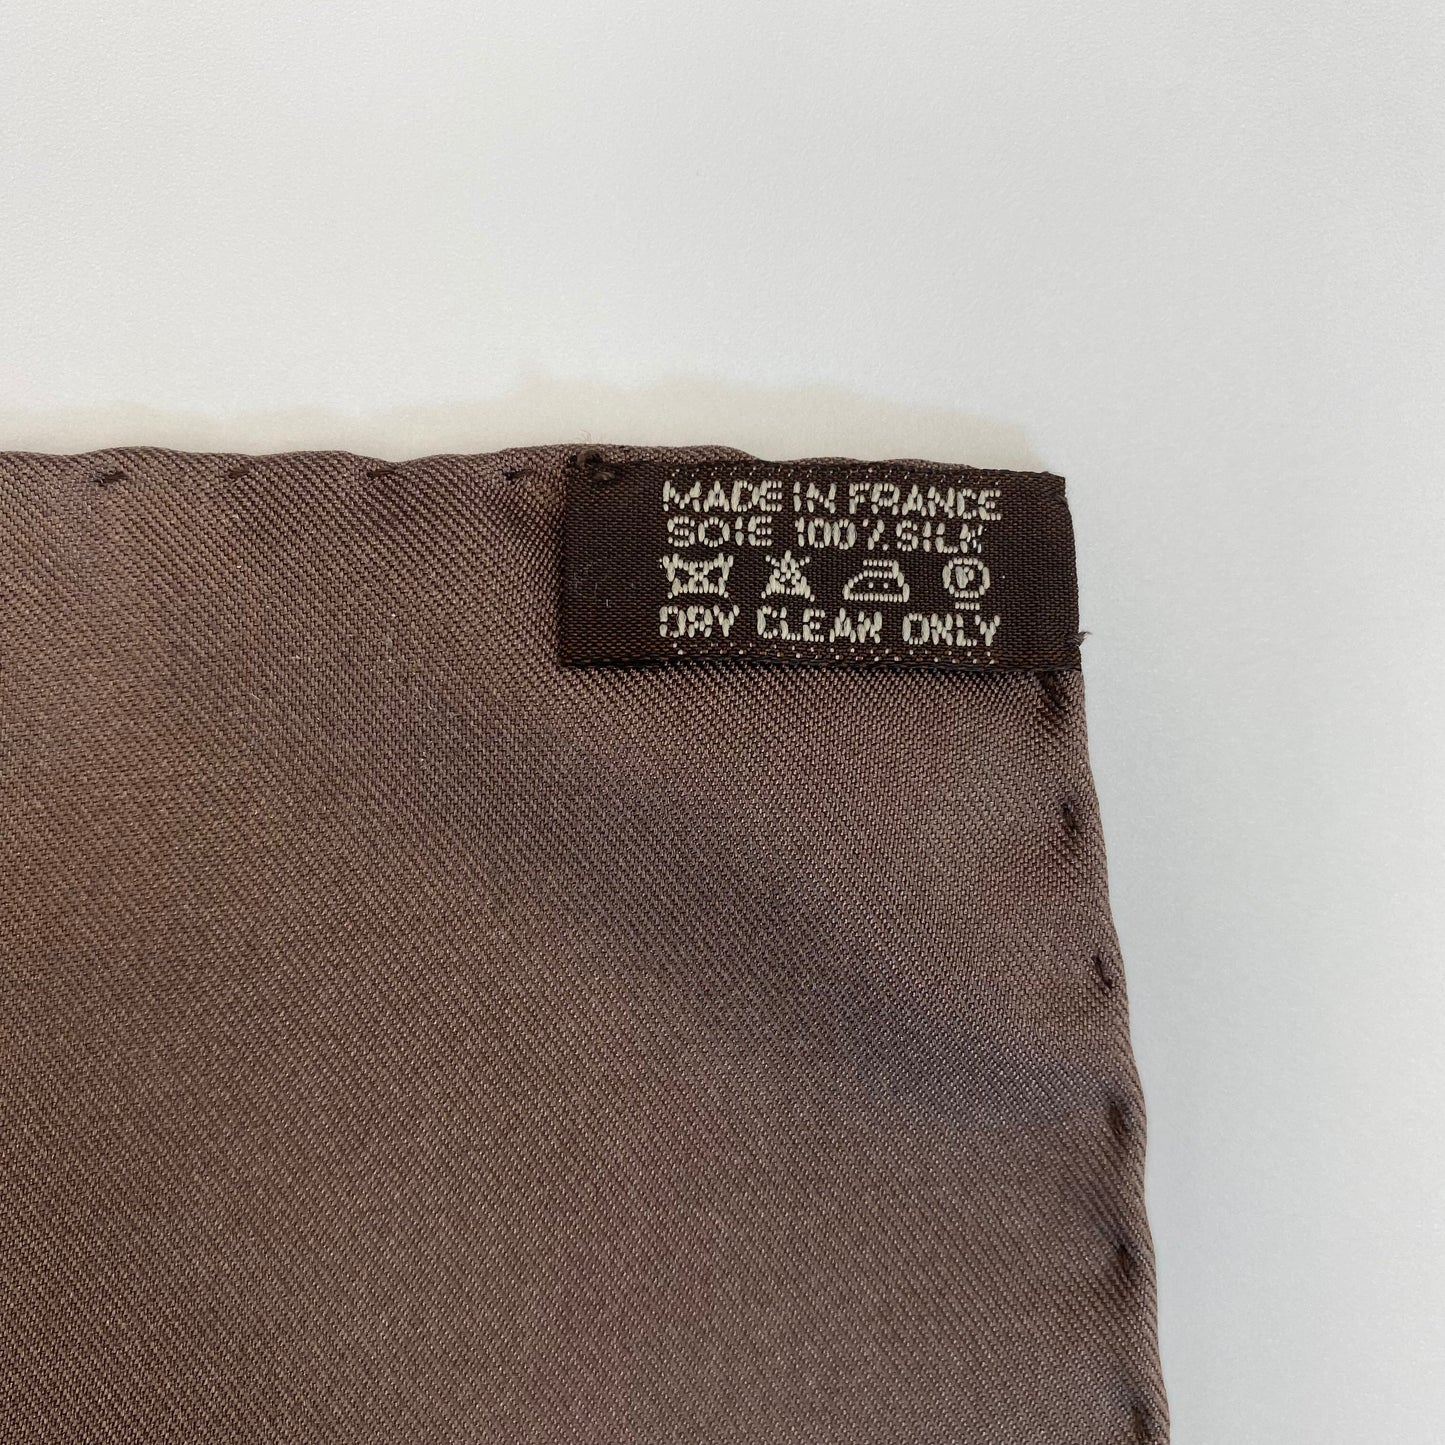 MADE IN FRANCE
SOIE 100% SILK
P
DRY CLEAN ONLY